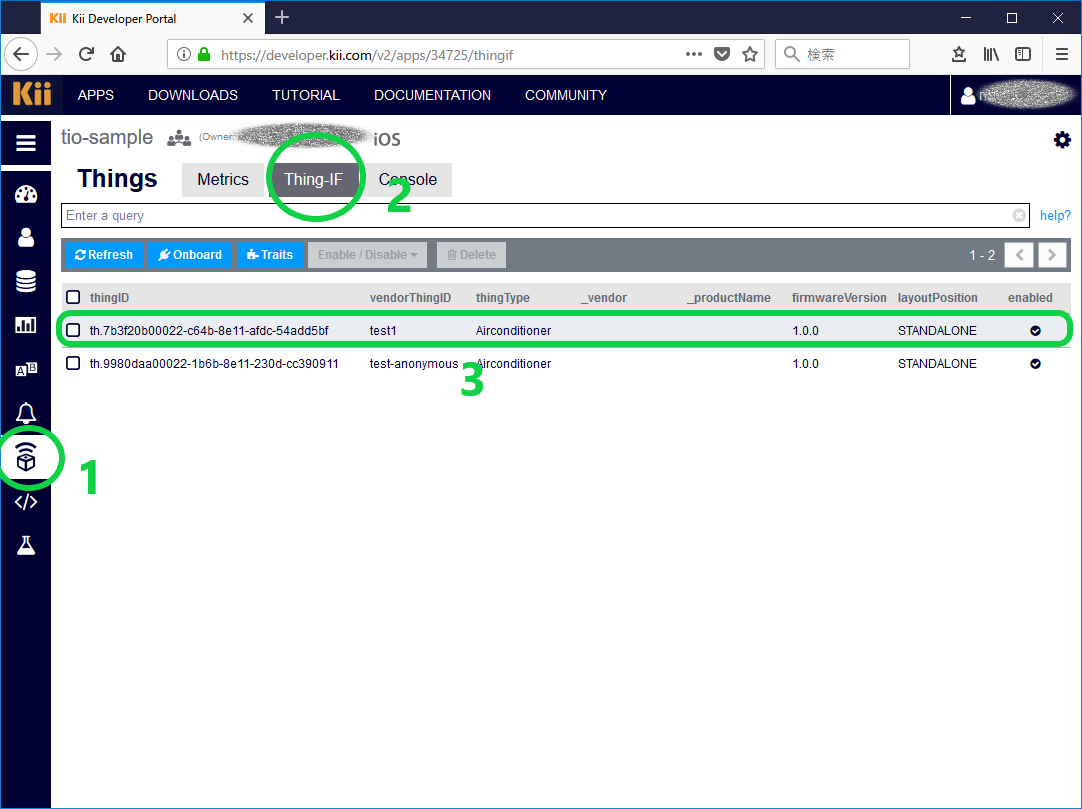 Kii Kii Developer Portal
https://developer.kii.com/v2/apps/34725/thingif
検索
Kii APPS DOWNLOADS TUTORIAL DOCUMENTATION COMMUNITY
tio-sample (Owner: iOS
Things Metrics Thing-IF Console
2
Enter a query help?
Refresh Onboard Traits Enable / Disable Delete 1 - 2
thingID vendorThingID thingType _vendor _productName firmwareVersion layoutPosition enabled
th.7b3f20b00022-c64b-8e11-afdc-54add5bf test1 Airconditioner 1.0.0 STANDALONE
th.9980daa00022-1b6b-8e11-230d-cc390911 test-anonymous Airconditioner 1.0.0 STANDALONE
3
A B
1
</>